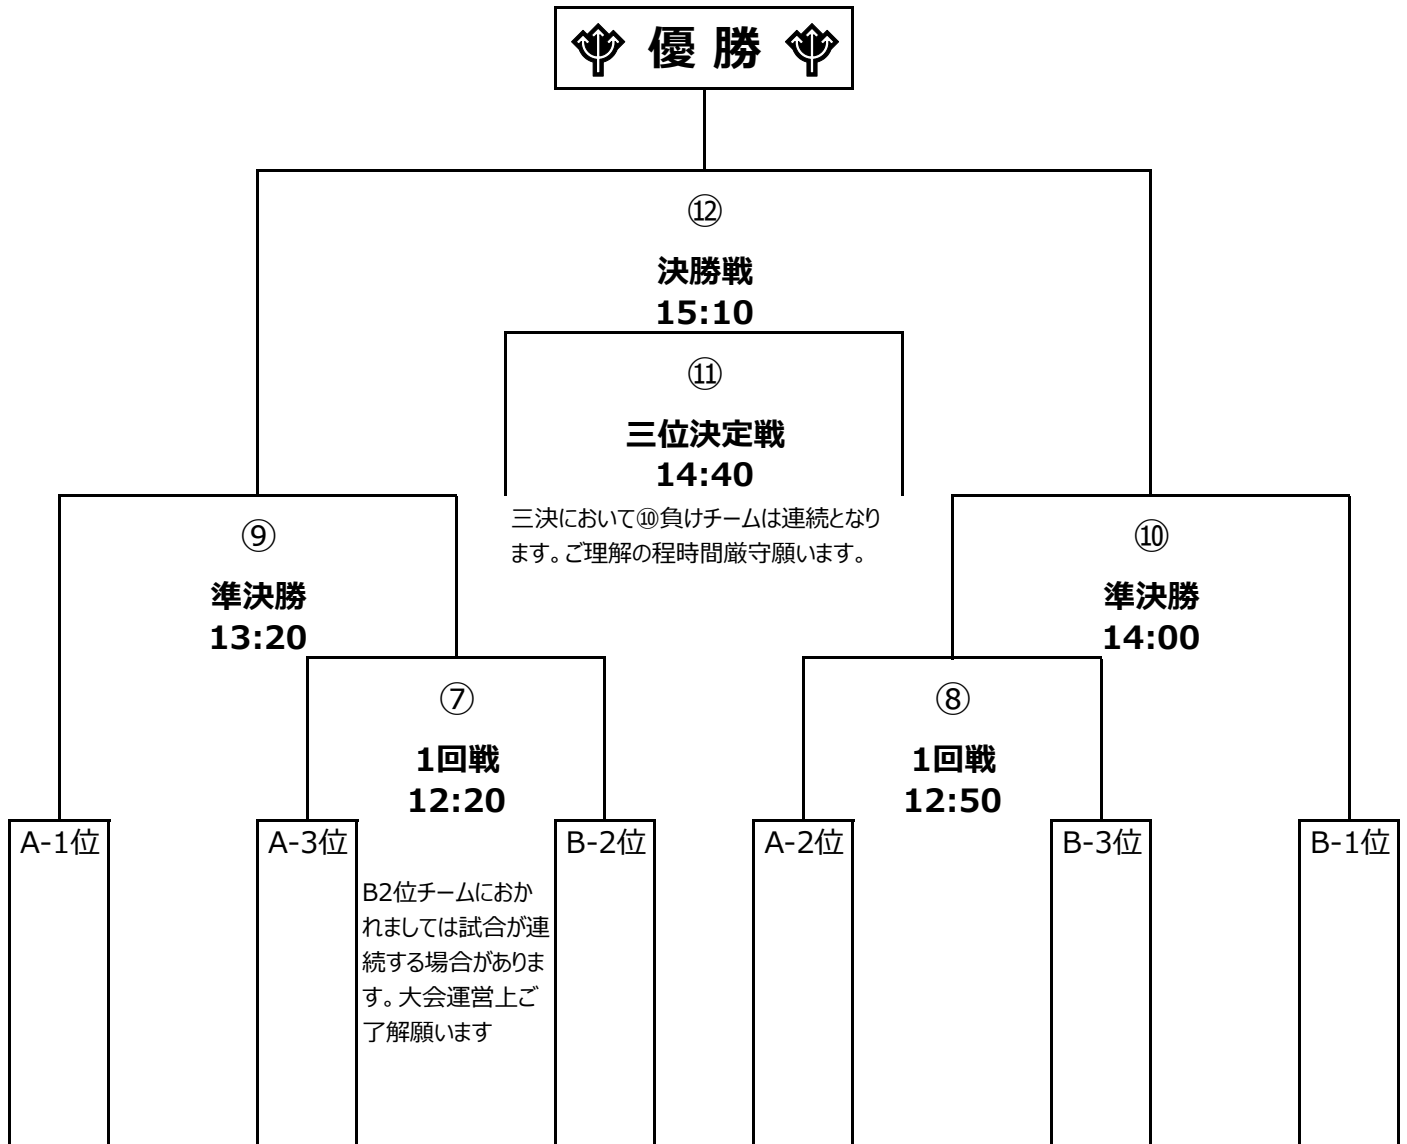 優 勝
⑫
決勝戦
15:10
⑪
三位決定戦
14:40
三決において⑩負けチームは連続となり
ます。ご理解の程時間厳守願います。
⑨
準決勝
13:20
⑩
準決勝
14:00
⑦
1回戦
12:20
⑧
1回戦
12:50
A-1位
A-3位
B-2位
A-2位
B-3位
B-1位
B2位チームにおか
れましては試合が連
続する場合がありま
す。大会運営上ご
了解願います